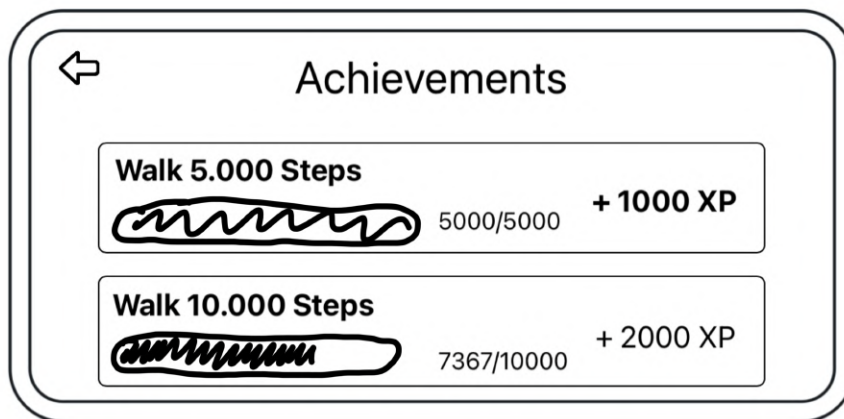 Achievements
Walk 5.000 Steps
5000/5000
+ 1000 XP
Walk 10.000 Steps
7367/10000
+ 2000 XP